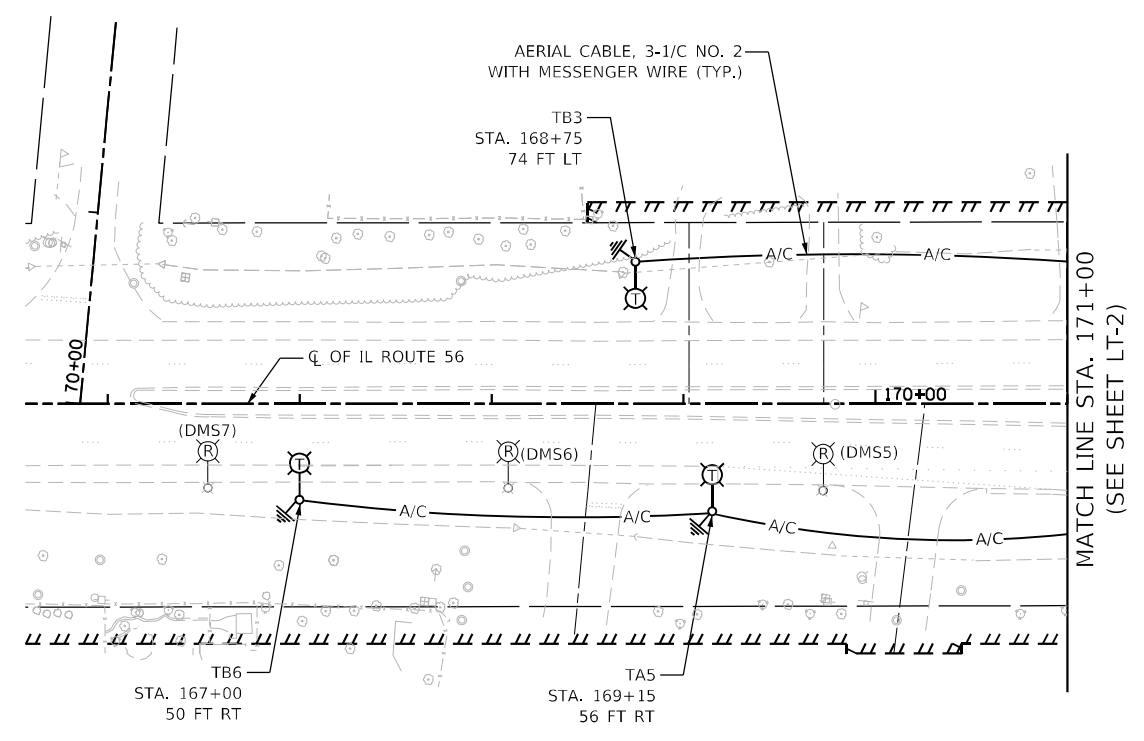 AERIAL CABLE, 3-1/C NO. 2
WITH MESSENGER WIRE (TYP.)
TB3
STA. 168+75
74 FT LT
A/C
A/C
T
MATCH LINE STA. 171+00
(SEE SHEET LT-2)
70+00
℄ OF IL ROUTE 56
170+00
(DMS7)
R
T
R
(DMS6)
T
R
(DMS5)
A/C
A/C
A/C
A/C
TB6
STA. 167+00
50 FT RT
TA5
STA. 169+15
56 FT RT